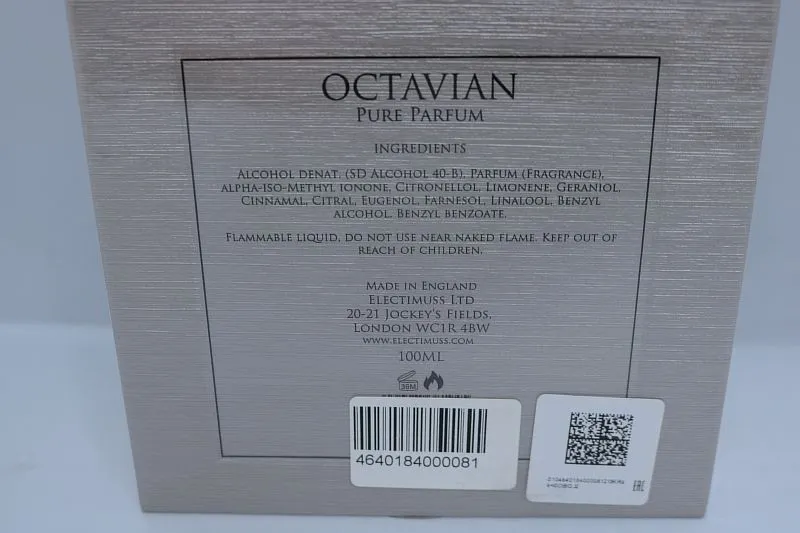 OCTAVIAN
PURE PARFUM
INGREDIENTS
ALCOHOL DENAT. (SD ALCOHOL 40-B), PARFUM (FRAGRANCE),
ALPHA-ISO-METHYL IONONE, CITRONELLOL, LIMONENE, GERANIOL,
CINNAMAL, CITRAL, EUGENOL, FARNESOL, LINALOOL, BENZYL
ALCOHOL, BENZYL BENZOATE.
FLAMMABLE LIQUID, DO NOT USE NEAR NAKED FLAME. KEEP OUT OF
REACH OF CHILDREN.
MADE IN ENGLAND
ELECTIMUSS LTD
20-21 JOCKEY'S FIELDS,
LONDON WC1R 4BW
WWW.ELECTIMUSS.COM
100ML
36M
4640184000081
EAC